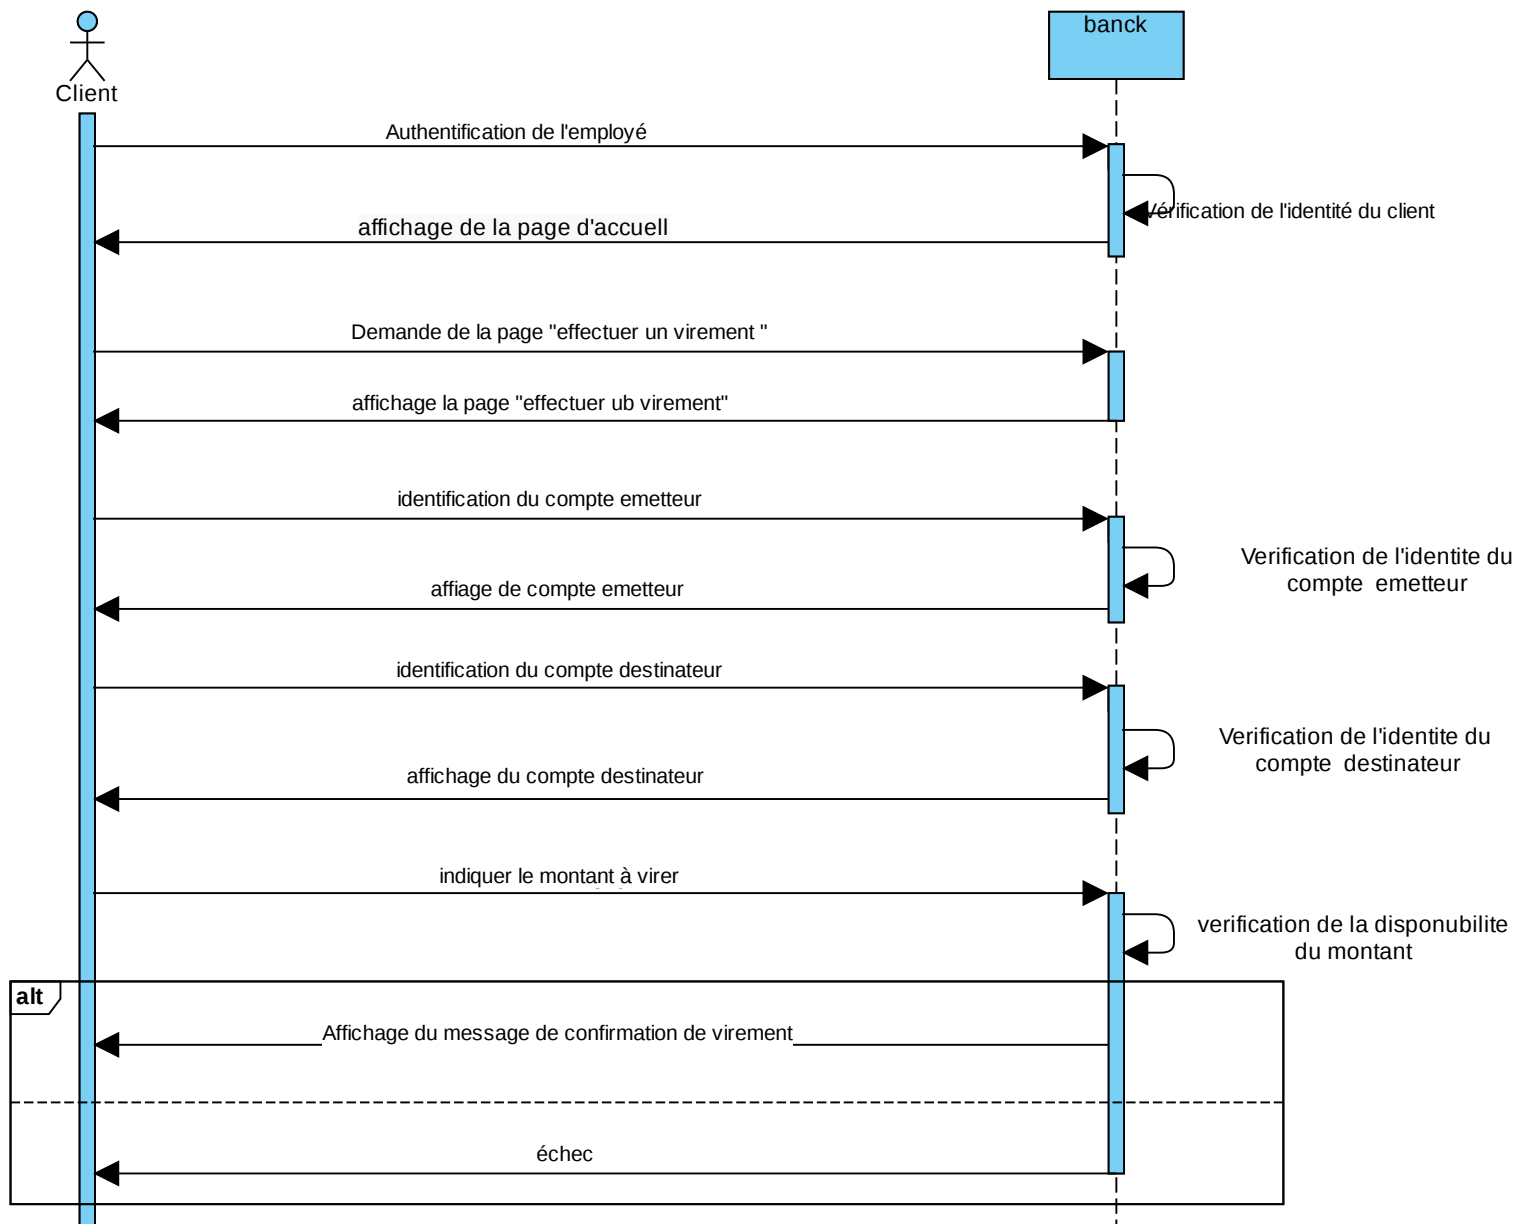 banck
Client
Authentification de l'employé
Vérification de l'identité du client
affichage de la page d'accuell
Demande de la page "effectuer un virement "
affichage la page "effectuer ub virement"
identification du compte emetteur
Verification de l'identite du
compte emetteur
affiage de compte emetteur
identification du compte destinateur
Verification de l'identite du
compte destinateur
affichage du compte destinateur
indiquer le montant à virer
verification de la disponubilite
du montant
alt
Affichage du message de confirmation de virement
échec